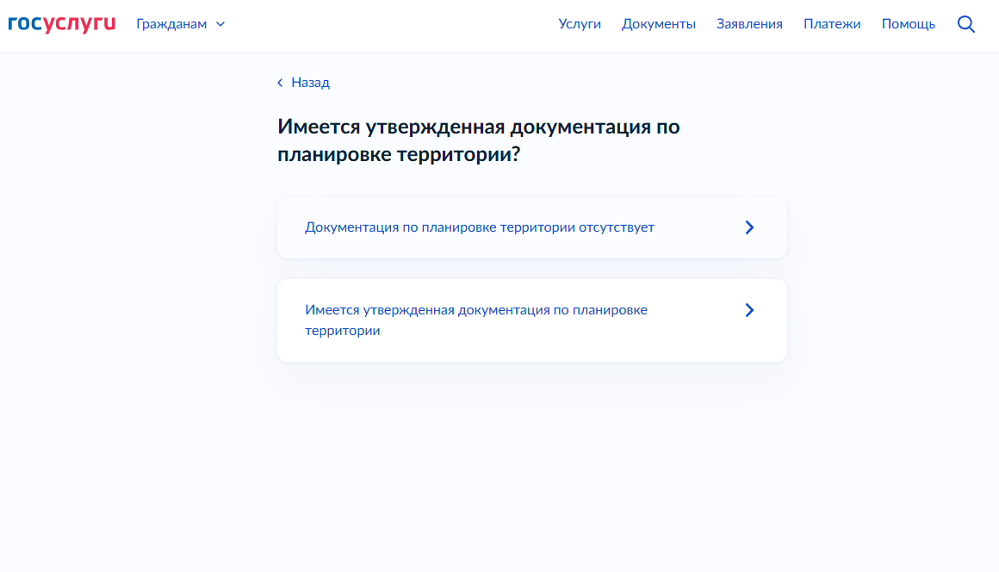 госуслуги Гражданам Услуги Документы Заявления Платежи Помощь
Назад
Имеется утвержденная документация по
планировке территории?
Документация по планировке территории отсутствует
Имеется утвержденная документация по планировке
территории